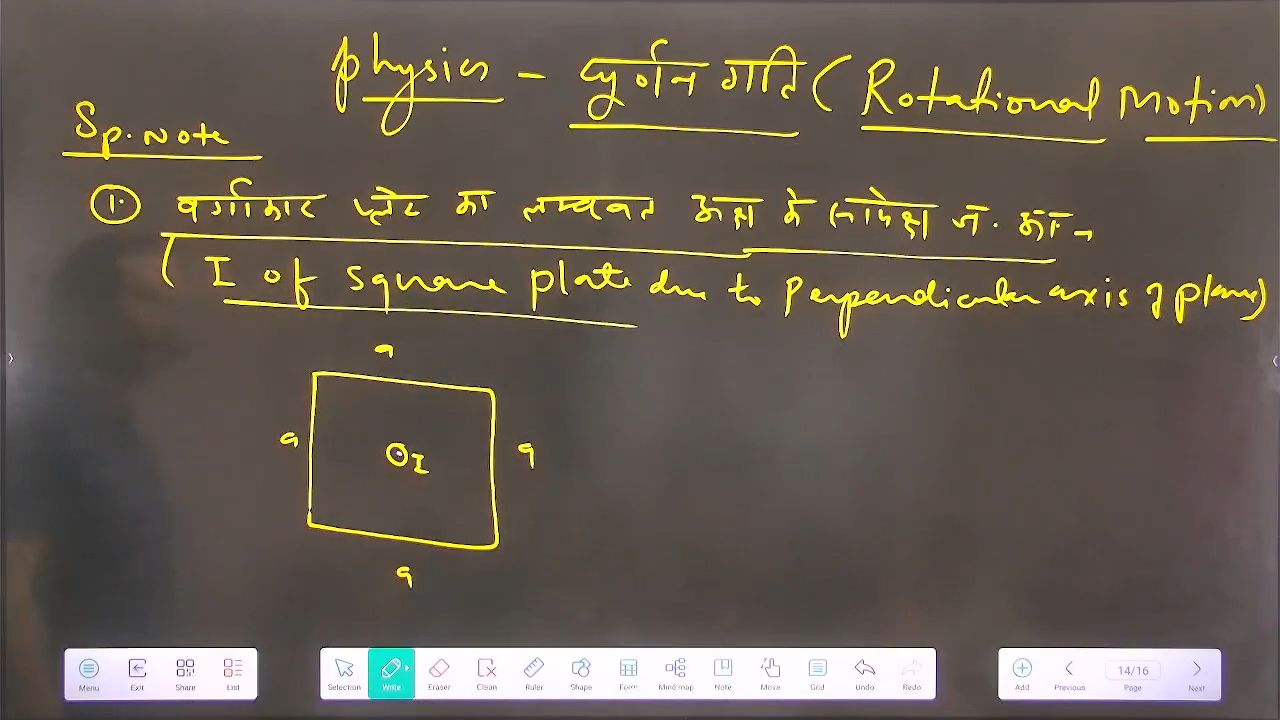 Physics - घूर्णन गति (Rotational Motion)
Sp. Note
1. वर्गाकार प्लेट का लम्बवत अक्ष के सापेक्ष ज. आ. -
(I of square plate due to perpendicular axis of plane)
a
a
I
a
a
Menu Exit Share List Selection Write Eraser Clean Ruler Shape Form Mind map Note Move Grid Undo Redo Add Previous 14/16 Page Next